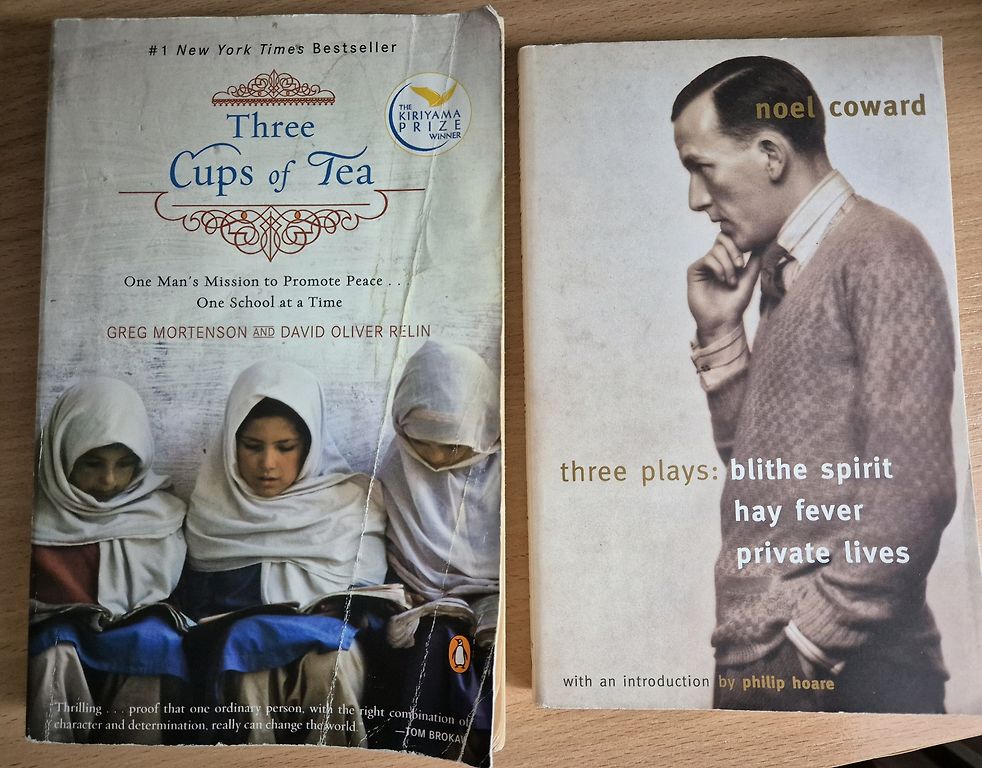 #1 New York Times Bestseller
THE
KIRIYAMA
PRIZE
WINNER
Three
Cups of Tea
One Man's Mission to Promote Peace . . .
One School at a Time
GREG MORTENSON AND DAVID OLIVER RELIN
"Thrilling . . . proof that one ordinary person, with the right combination of
character and determination, really can change the world."
—TOM BROKAW
noel coward
three plays: blithe spirit
hay fever
private lives
with an introduction by philip hoare